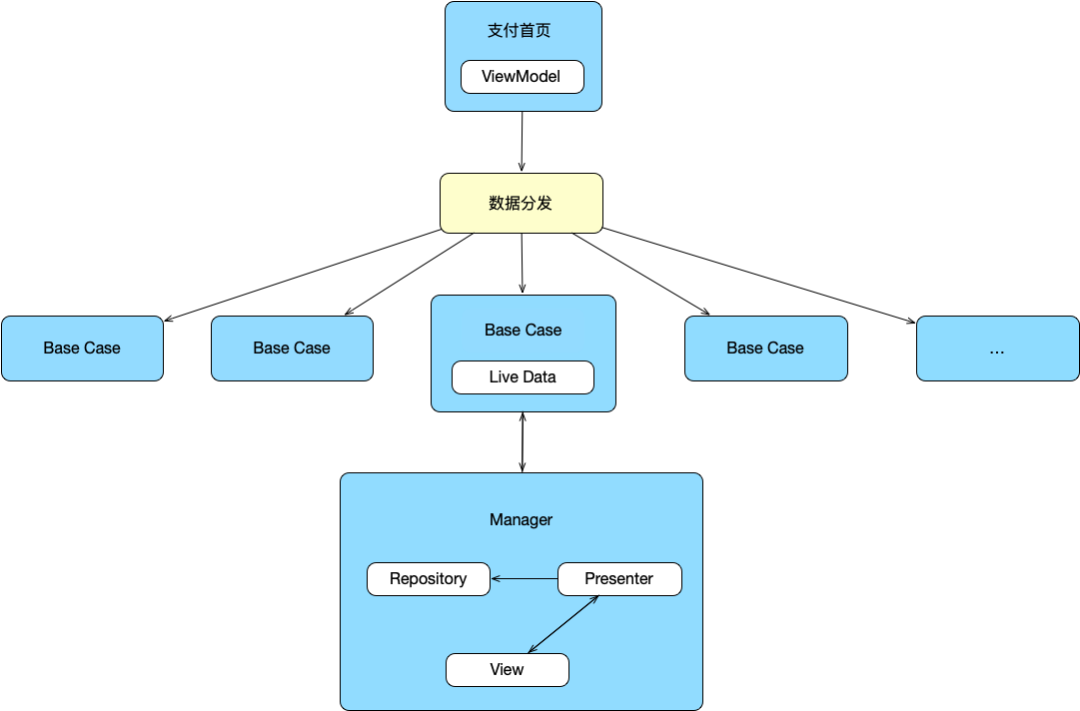 支付首页
ViewModel
数据分发
Base Case
Base Case
Base Case
Live Data
Base Case
...
Manager
Repository
Presenter
View